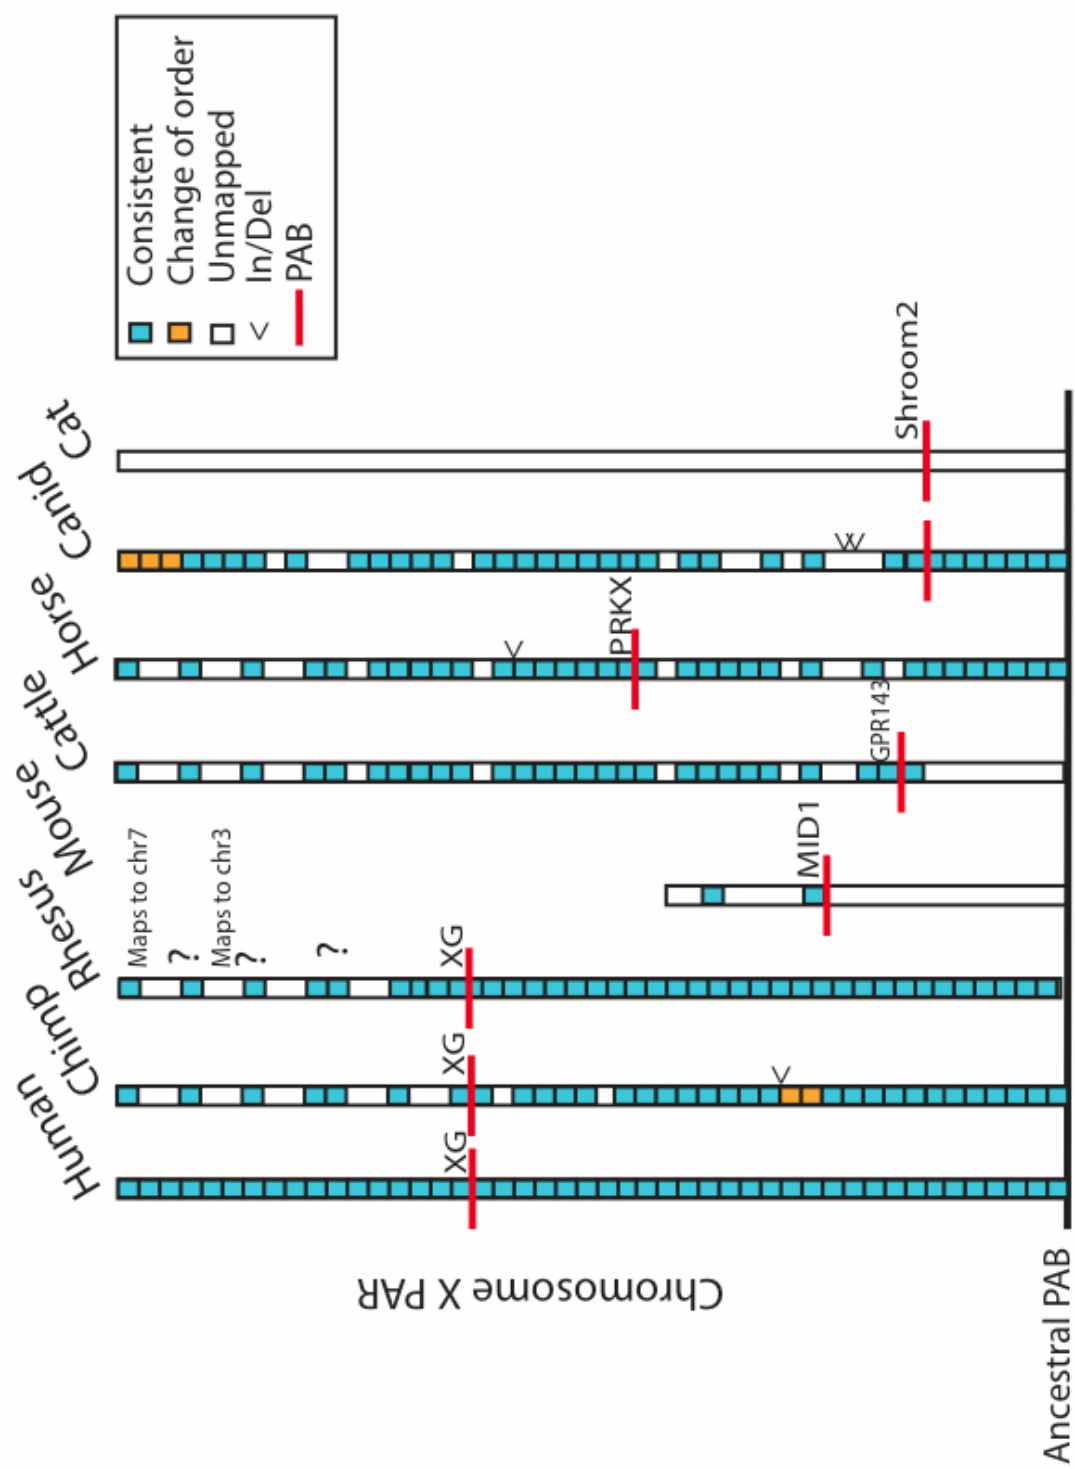 Consistent
Change of order
Unmapped
In/Del
PAB
Human
Chimp
Rhesus
Mouse
Cattle
Horse
Canid
Cat
Maps to chr7
?
Maps to chr3
?
?
XG
XG
XG
MID1
GPR143
PRKX
Shroom2
Chromosome X PAR
Ancestral PAB